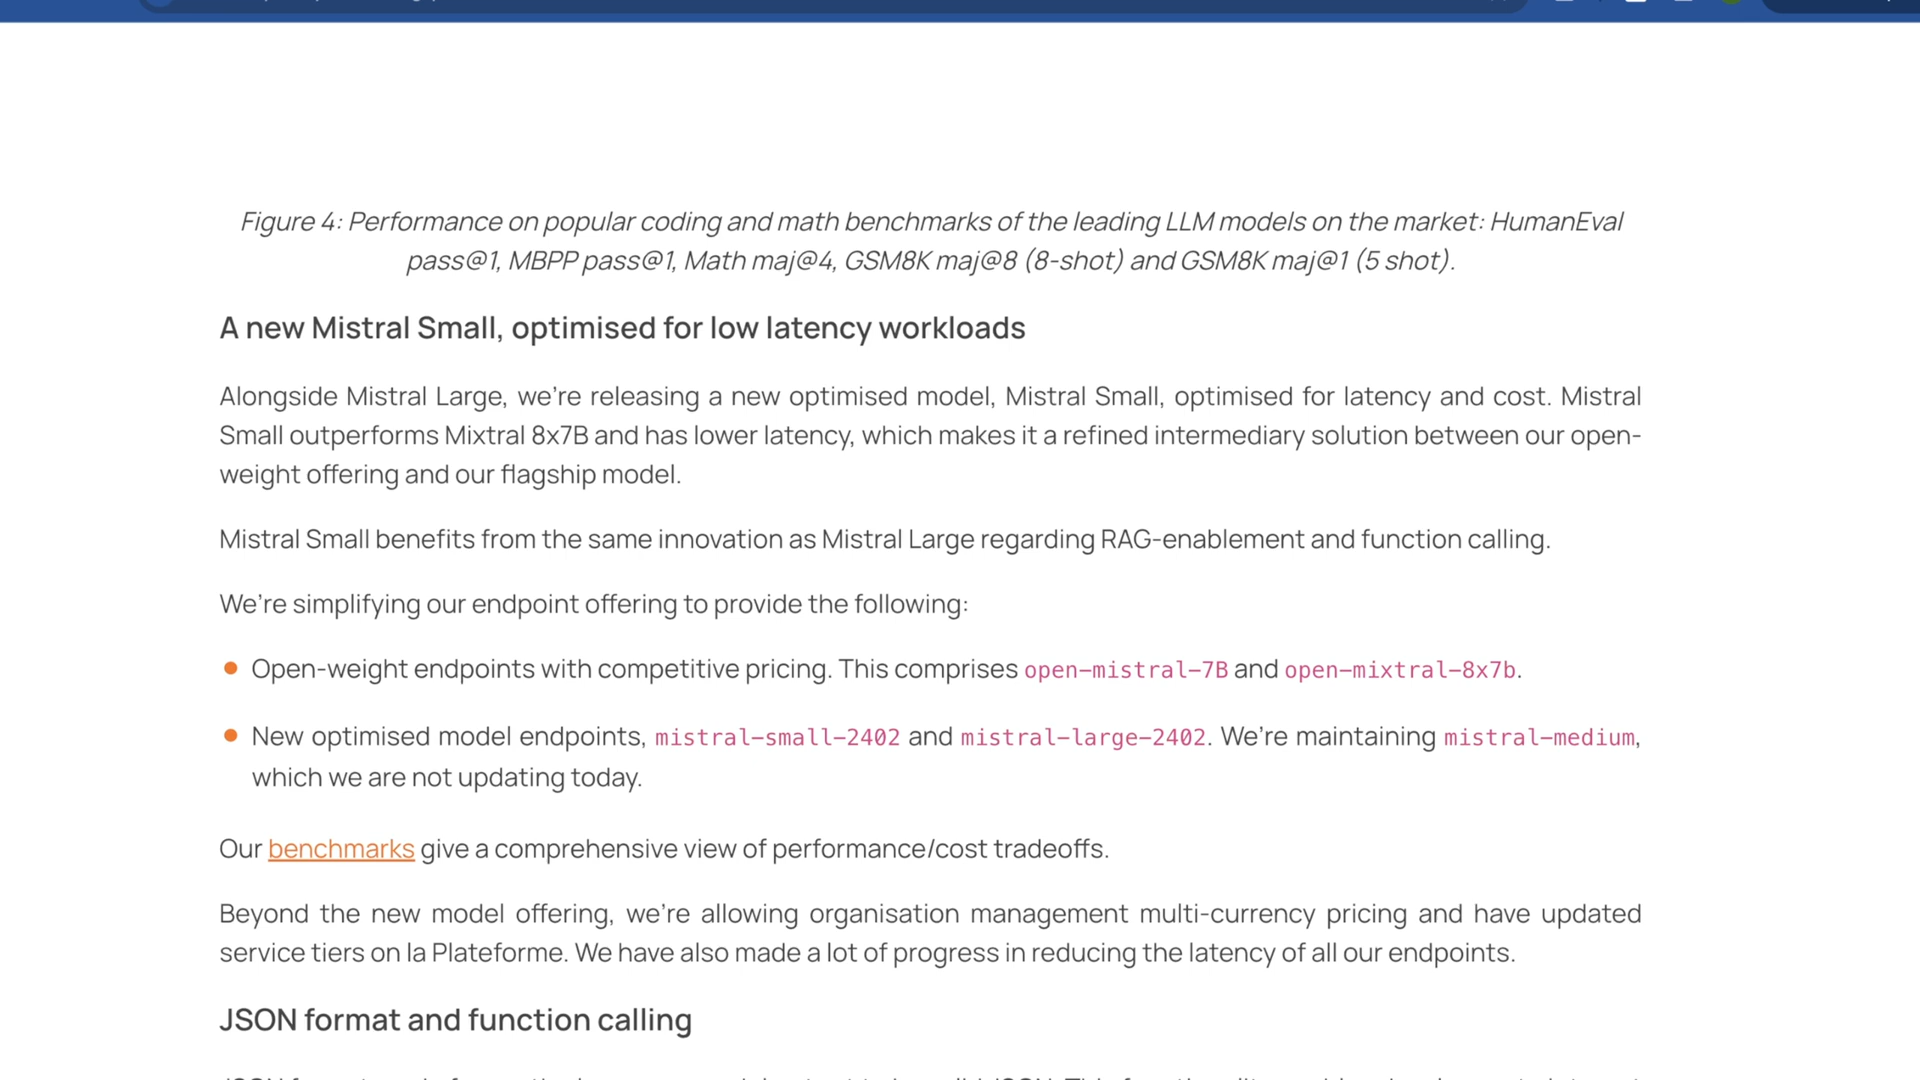 Figure 4: Performance on popular coding and math benchmarks of the leading LLM models on the market: HumanEval
pass@1, MBPP pass@1, Math maj@4, GSM8K maj@8 (8-shot) and GSM8K maj@1 (5 shot).
A new Mistral Small, optimised for low latency workloads
Alongside Mistral Large, we’re releasing a new optimised model, Mistral Small, optimised for latency and cost. Mistral
Small outperforms Mixtral 8x7B and has lower latency, which makes it a refined intermediary solution between our open-
weight offering and our flagship model.
Mistral Small benefits from the same innovation as Mistral Large regarding RAG-enablement and function calling.
We’re simplifying our endpoint offering to provide the following:
Open-weight endpoints with competitive pricing. This comprises open-mistral-7B and open-mixtral-8x7b.
New optimised model endpoints, mistral-small-2402 and mistral-large-2402. We’re maintaining mistral-medium,
which we are not updating today.
Our benchmarks give a comprehensive view of performance/cost tradeoffs.
Beyond the new model offering, we’re allowing organisation management multi-currency pricing and have updated
service tiers on la Plateforme. We have also made a lot of progress in reducing the latency of all our endpoints.
JSON format and function calling